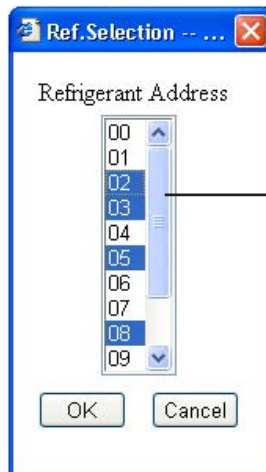 Ref.Selection -- ...
Refrigerant Address
00
01
02
03
04
05
06
07
08
09
OK
Cancel